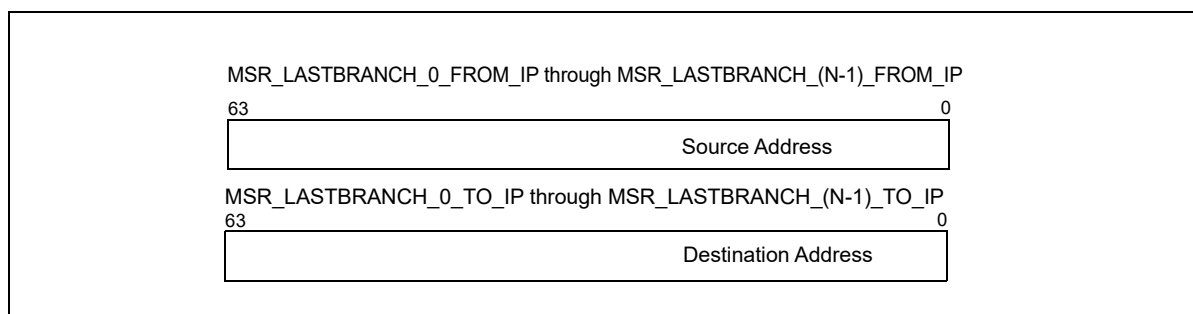 MSR_LASTBRANCH_0_FROM_IP through MSR_LASTBRANCH_(N-1)_FROM_IP
63 0
Source Address
MSR_LASTBRANCH_0_TO_IP through MSR_LASTBRANCH_(N-1)_TO_IP
63 0
Destination Address